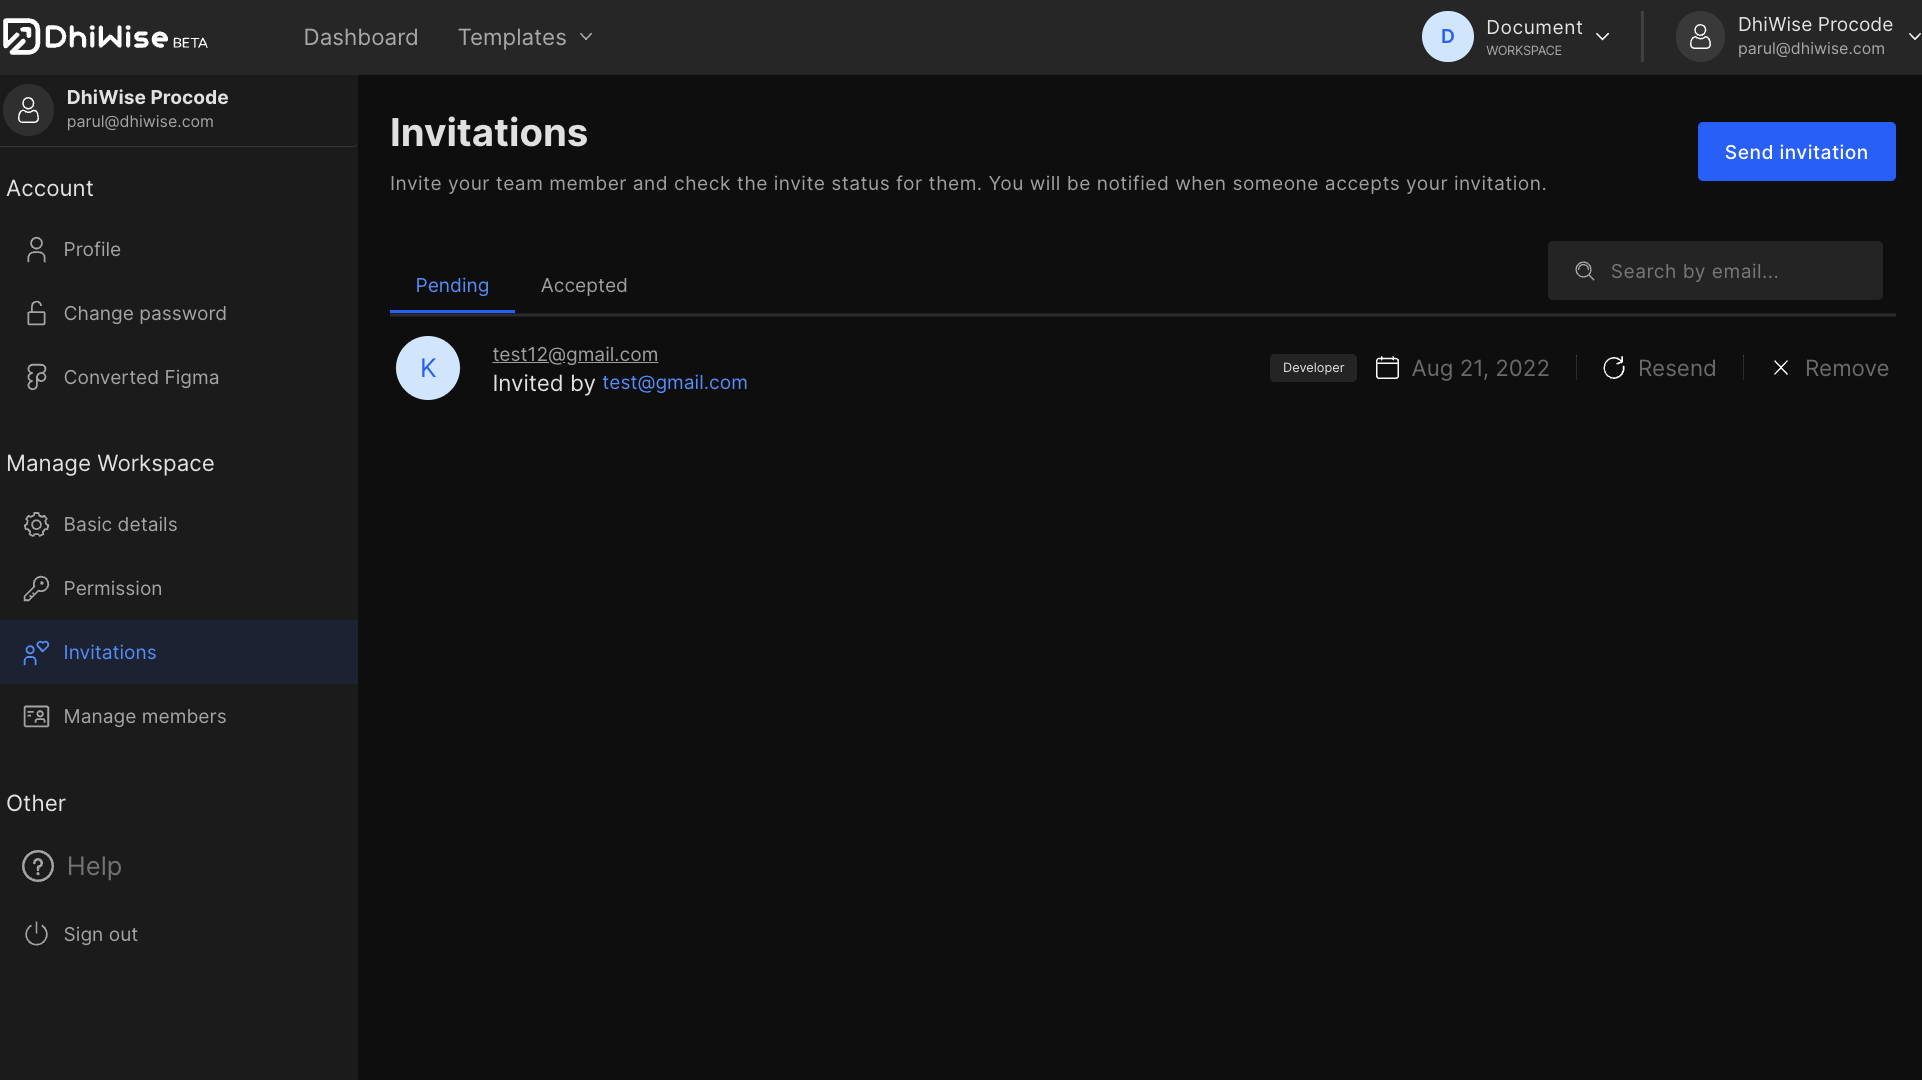 DhiWise BETA
Dashboard
Templates
D
Document
WORKSPACE
DhiWise Procode
parul@dhiwise.com
DhiWise Procode
parul@dhiwise.com
Account
Profile
Change password
Converted Figma
Manage Workspace
Basic details
Permission
Invitations
Manage members
Other
Help
Sign out
Invitations
Invite your team member and check the invite status for them. You will be notified when someone accepts your invitation.
Send invitation
Pending
Accepted
Search by email...
K
test12@gmail.com
Invited by test@gmail.com
Developer
Aug 21, 2022
Resend
Remove